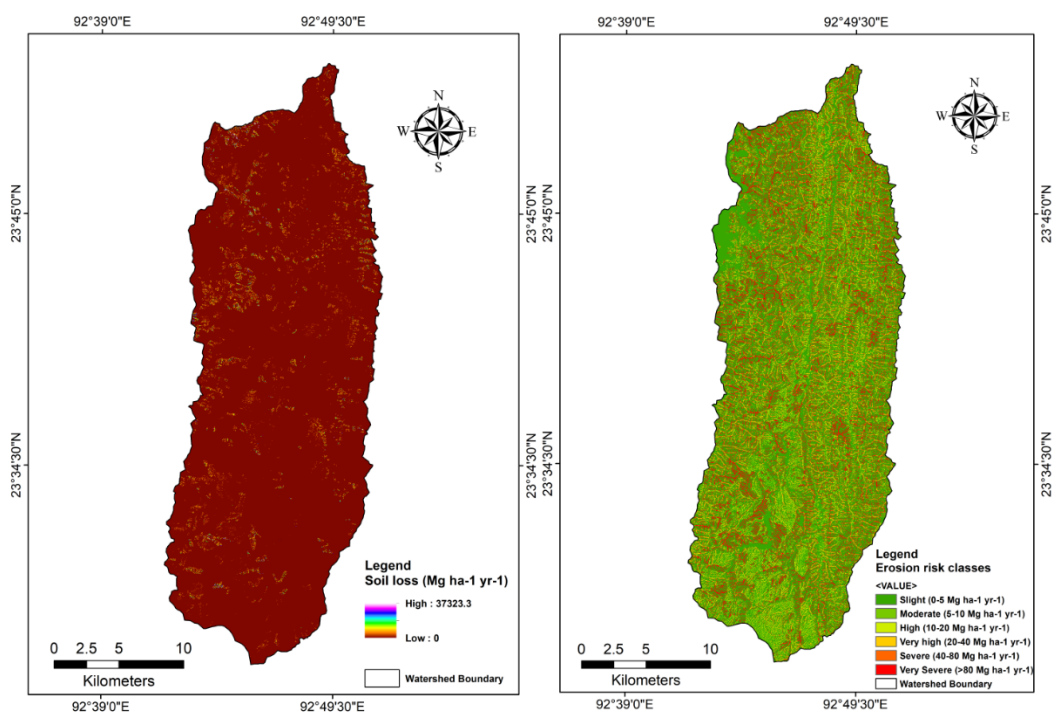 92°39'0"E
92°49'30"E
N
W
E
S
23°45'0"N
23°45'0"N
23°34'30"N
23°34'30"N
Legend
Soil loss (Mg ha-1 yr-1)
High : 37323.3
Low : 0
Watershed Boundary
0 2.5 5 10
Kilometers
92°39'0"E
92°49'30"E
92°39'0"E
92°49'30"E
N
W
E
S
23°45'0"N
23°45'0"N
23°34'30"N
23°34'30"N
Legend
Erosion risk classes
<VALUE>
Slight (0-5 Mg ha-1 yr-1)
Moderate (5-10 Mg ha-1 yr-1)
High (10-20 Mg ha-1 yr-1)
Very high (20-40 Mg ha-1 yr-1)
Severe (40-80 Mg ha-1 yr-1)
Very Severe (>80 Mg ha-1 yr-1)
Watershed Boundary
0 2.5 5 10
Kilometers
92°39'0"E
92°49'30"E